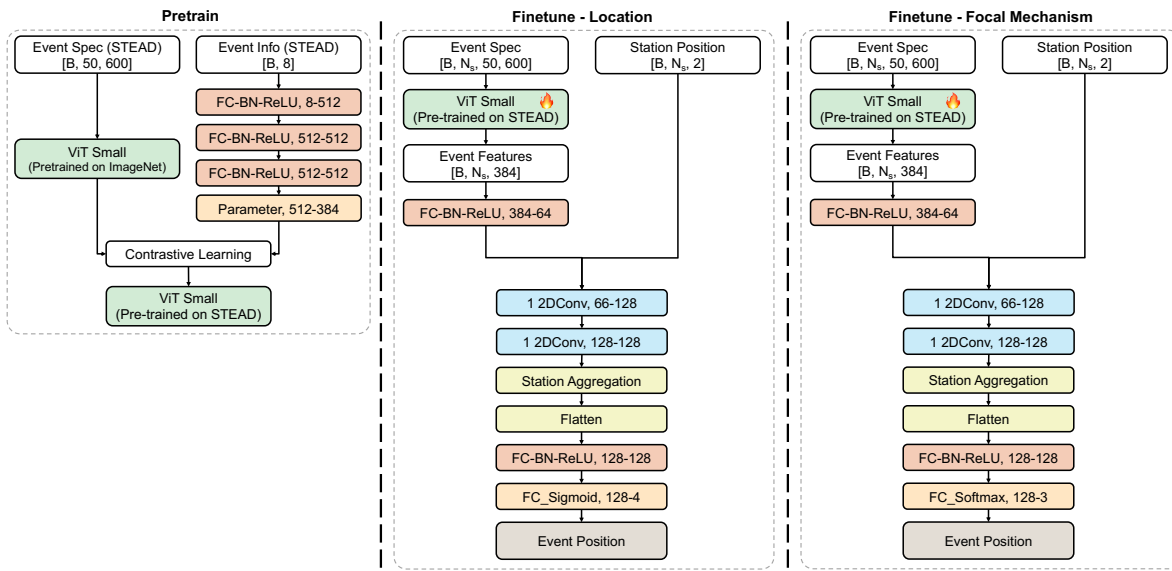 Pretrain
Event Spec (STEAD)
[B, 50, 600]
Event Info (STEAD)
[B, 8]
FC-BN-ReLU, 8-512
FC-BN-ReLU, 512-512
ViT Small
(Pretrained on ImageNet)
FC-BN-ReLU, 512-512
Parameter, 512-384
Contrastive Learning
ViT Small
(Pre-trained on STEAD)
Finetune - Location
Event Spec
[B, Nₛ, 50, 600]
Station Position
[B, Nₛ, 2]
ViT Small
(Pre-trained on STEAD)
Event Features
[B, Nₛ, 384]
FC-BN-ReLU, 384-64
1 2DConv, 66-128
1 2DConv, 128-128
Station Aggregation
Flatten
FC-BN-ReLU, 128-128
FC_Sigmoid, 128-4
Event Position
Finetune - Focal Mechanism
Event Spec
[B, Nₛ, 50, 600]
Station Position
[B, Nₛ, 2]
ViT Small
(Pre-trained on STEAD)
Event Features
[B, Nₛ, 384]
FC-BN-ReLU, 384-64
1 2DConv, 66-128
1 2DConv, 128-128
Station Aggregation
Flatten
FC-BN-ReLU, 128-128
FC_Softmax, 128-3
Event Position